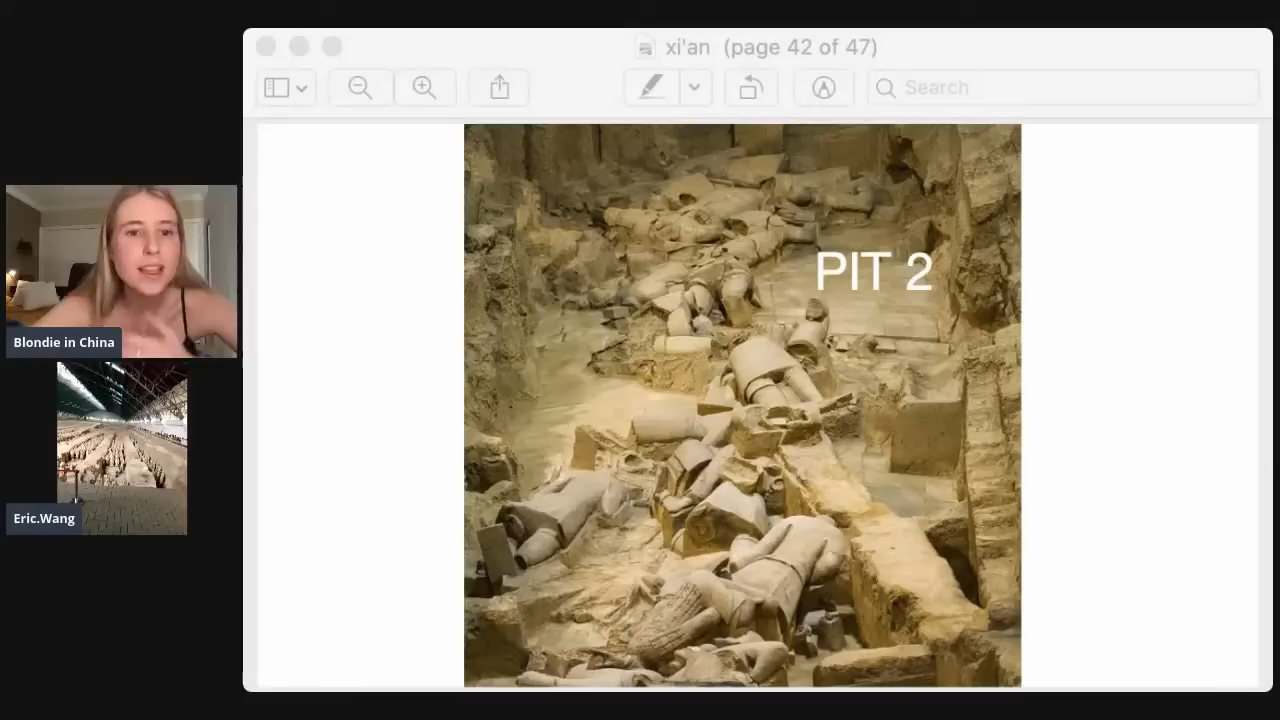 xi'an (page 42 of 47)
Search
PIT 2
Blondie in China
Eric.Wang